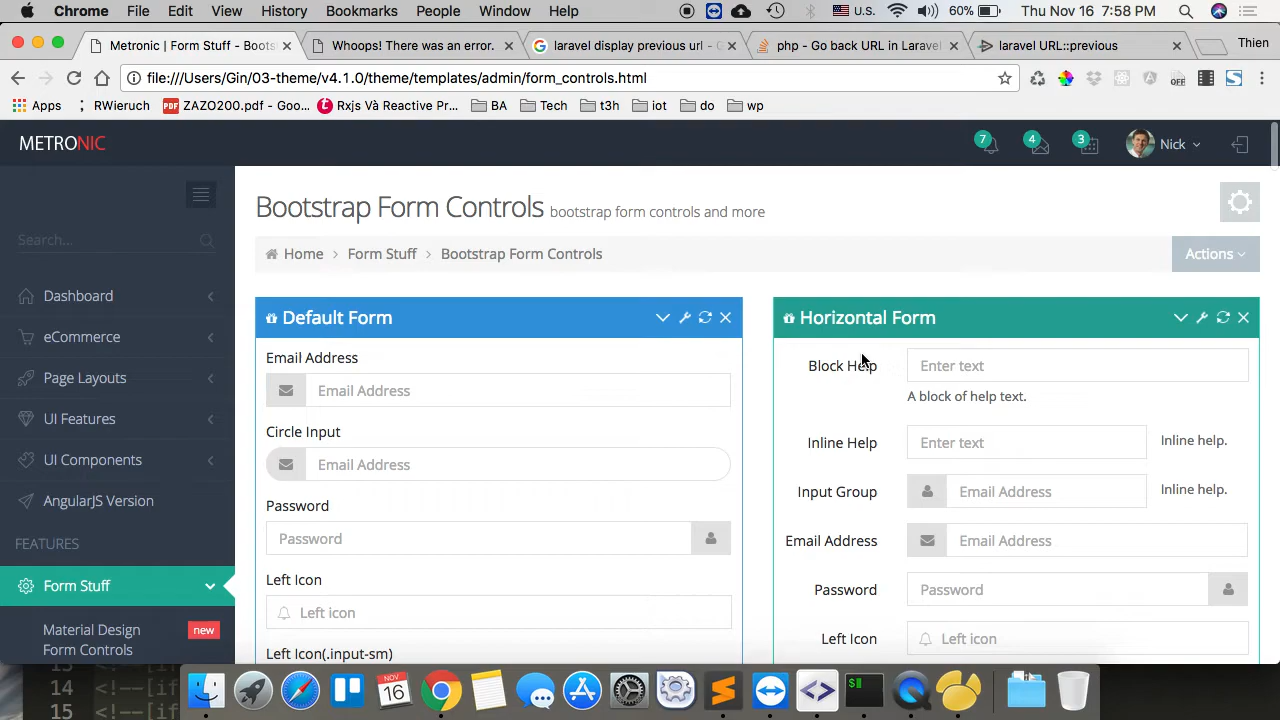 Chrome File Edit View History Bookmarks People Window Help U.S. 60% Thu Nov 16 7:58 PM
Metronic | Form Stuff - Boots Whoops! There was an error. laravel display previous url - G php - Go back URL in Laravel laravel URL::previous Thien
file:///Users/Gin/03-theme/v4.1.0/theme/templates/admin/form_controls.html
Apps RWieruch PDF ZAZO200.pdf - Goo... Rxjs Và Reactive Pr... BA Tech t3h iot do wp
METRONIC 7 4 3 Nick
Bootstrap Form Controls bootstrap form controls and more
Search...
Home > Form Stuff > Bootstrap Form Controls Actions
Dashboard
eCommerce
Page Layouts
UI Features
UI Components
AngularJS Version
FEATURES
Form Stuff
Material Design new
Form Controls
Default Form
Email Address
Email Address
Circle Input
Email Address
Password
Password
Left Icon
Left icon
Left Icon(.input-sm)
Horizontal Form
Block Help Enter text
A block of help text.
Inline Help Enter text Inline help.
Input Group Email Address Inline help.
Email Address Email Address
Password Password
Left Icon Left icon
14 <!--[if
15 <!--[if
NOV
16